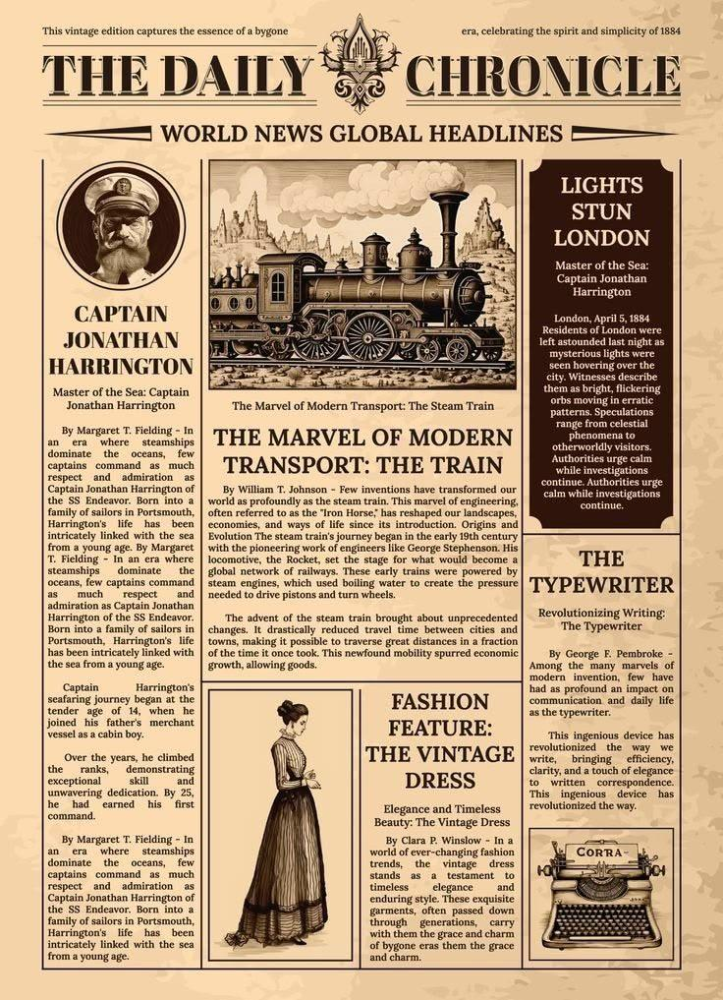 This vintage edition captures the essence of a bygone
era, celebrating the spirit and simplicity of 1884
THE DAILY CHRONICLE
WORLD NEWS GLOBAL HEADLINES
CAPTAIN
JONATHAN
HARRINGTON
Master of the Sea: Captain
Jonathan Harrington
By Margaret T. Fielding - In
an era where steamships
dominate the oceans, few
captains command as much
respect and admiration as
Captain Jonathan Harrington of
the SS Endeavor. Born into a
family of sailors in Portsmouth,
Harrington's life has been
intricately linked with the sea
from a young age. By Margaret
T. Fielding - In an era where
steamships dominate the
oceans, few captains command
as much respect and
admiration as Captain Jonathan
Harrington of the SS Endeavor.
Born into a family of sailors in
Portsmouth, Harrington's life
has been intricately linked with
the sea from a young age.
Captain Harrington's
seafaring journey began at the
tender age of 14, when he
joined his father's merchant
vessel as a cabin boy.
Over the years, he climbed
the ranks, demonstrating
exceptional skill and
unwavering dedication. By 25,
he had earned his first
command.
By Margaret T. Fielding - In
an era where steamships
dominate the oceans, few
captains command as much
respect and admiration as
Captain Jonathan Harrington of
the SS Endeavor. Born into a
family of sailors in Portsmouth,
Harrington's life has been
intricately linked with the sea
from a young age.
The Marvel of Modern Transport: The Steam Train
THE MARVEL OF MODERN
TRANSPORT: THE TRAIN
By William T. Johnson - Few inventions have transformed our
world as profoundly as the steam train. This marvel of engineering,
often referred to as the "Iron Horse," has reshaped our landscapes,
economies, and ways of life since its introduction. Origins and
Evolution The steam train's journey began in the early 19th century
with the pioneering work of engineers like George Stephenson. His
locomotive, the Rocket, set the stage for what would become a
global network of railways. These early trains were powered by
steam engines, which used boiling water to create the pressure
needed to drive pistons and turn wheels.
The advent of the steam train brought about unprecedented
changes. It drastically reduced travel time between cities and
towns, making it possible to traverse great distances in a fraction
of the time it once took. This newfound mobility spurred economic
growth, allowing goods.
FASHION
FEATURE:
THE VINTAGE
DRESS
Elegance and Timeless
Beauty: The Vintage Dress
By Clara P. Winslow - In a
world of ever-changing fashion
trends, the vintage dress
stands as a testament to
timeless elegance and
enduring style. These exquisite
garments, often passed down
through generations, carry
with them the grace and charm
of bygone eras them the grace
and charm.
LIGHTS
STUN
LONDON
Master of the Sea:
Captain Jonathan
Harrington
London, April 5, 1884
Residents of London were
left astounded last night as
mysterious lights were
seen hovering over the
city. Witnesses describe
them as bright, flickering
orbs moving in erratic
patterns. Speculations
range from celestial
phenomena to
otherworldly visitors.
Authorities urge calm
while investigations
continue. Authorities urge
calm while investigations
continue.
THE
TYPEWRITER
Revolutionizing Writing:
The Typewriter
By George F. Pembroke -
Among the many marvels of
modern invention, few have
had as profound an impact on
communication and daily life
as the typewriter.
This ingenious device has
revolutionized the way we
write, bringing efficiency,
clarity, and a touch of elegance
to written correspondence.
This ingenious device has
revolutionized the way.
CORTA-